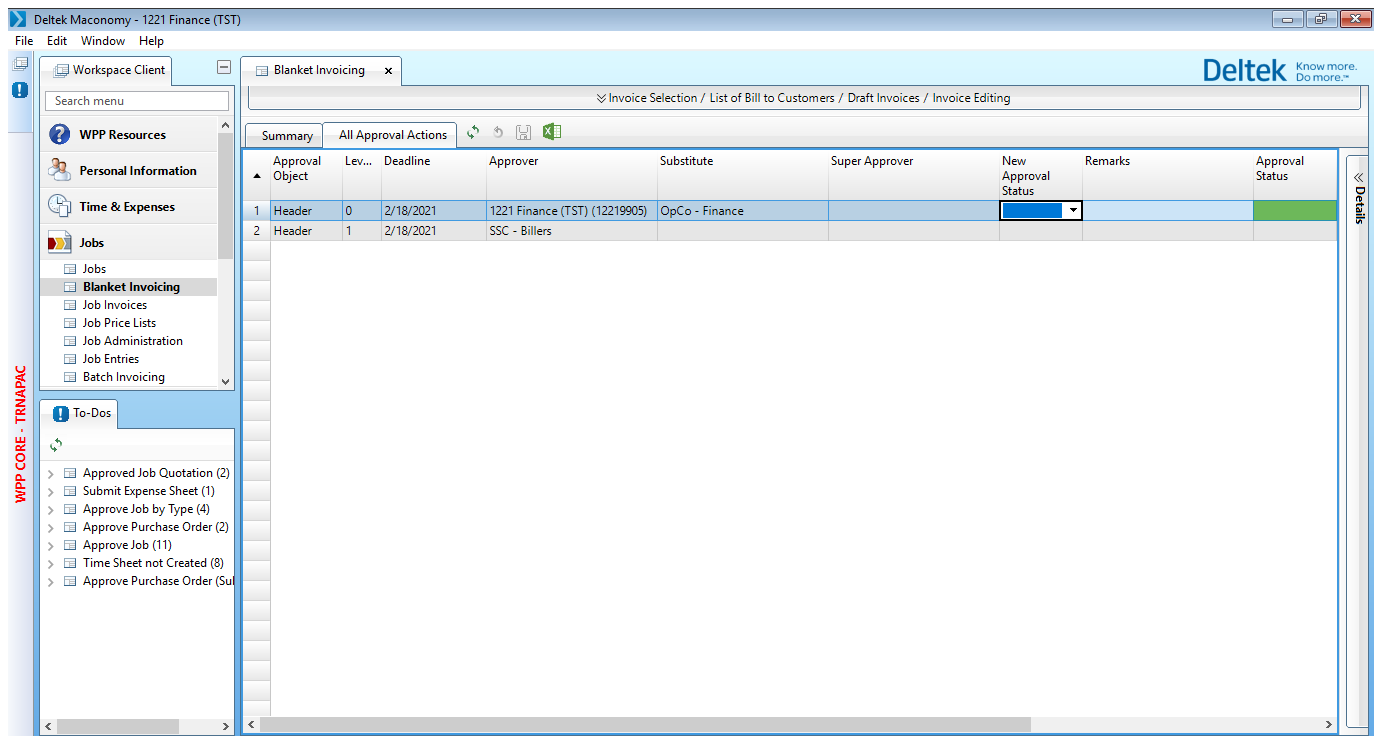 Deltek Maconomy - 1221 Finance (TST)
File Edit Window Help
Workspace Client
Search menu
WPP Resources
Personal Information
Time & Expenses
Jobs
Jobs
Blanket Invoicing
Job Invoices
Job Price Lists
Job Administration
Job Entries
Batch Invoicing
WPP CORE - TRNAPAC
To-Dos
Approved Job Quotation (2)
Submit Expense Sheet (1)
Approve Job by Type (4)
Approve Purchase Order (2)
Approve Job (11)
Time Sheet not Created (8)
Approve Purchase Order (Sul
Blanket Invoicing
Deltek Know more.
Do more.™
Invoice Selection / List of Bill to Customers / Draft Invoices / Invoice Editing
Summary All Approval Actions
Approval Object Lev... Deadline Approver Substitute Super Approver New Approval Status Remarks Approval Status
1 Header 0 2/18/2021 1221 Finance (TST) (12219905) OpCo - Finance
2 Header 1 2/18/2021 SSC - Billers
Details